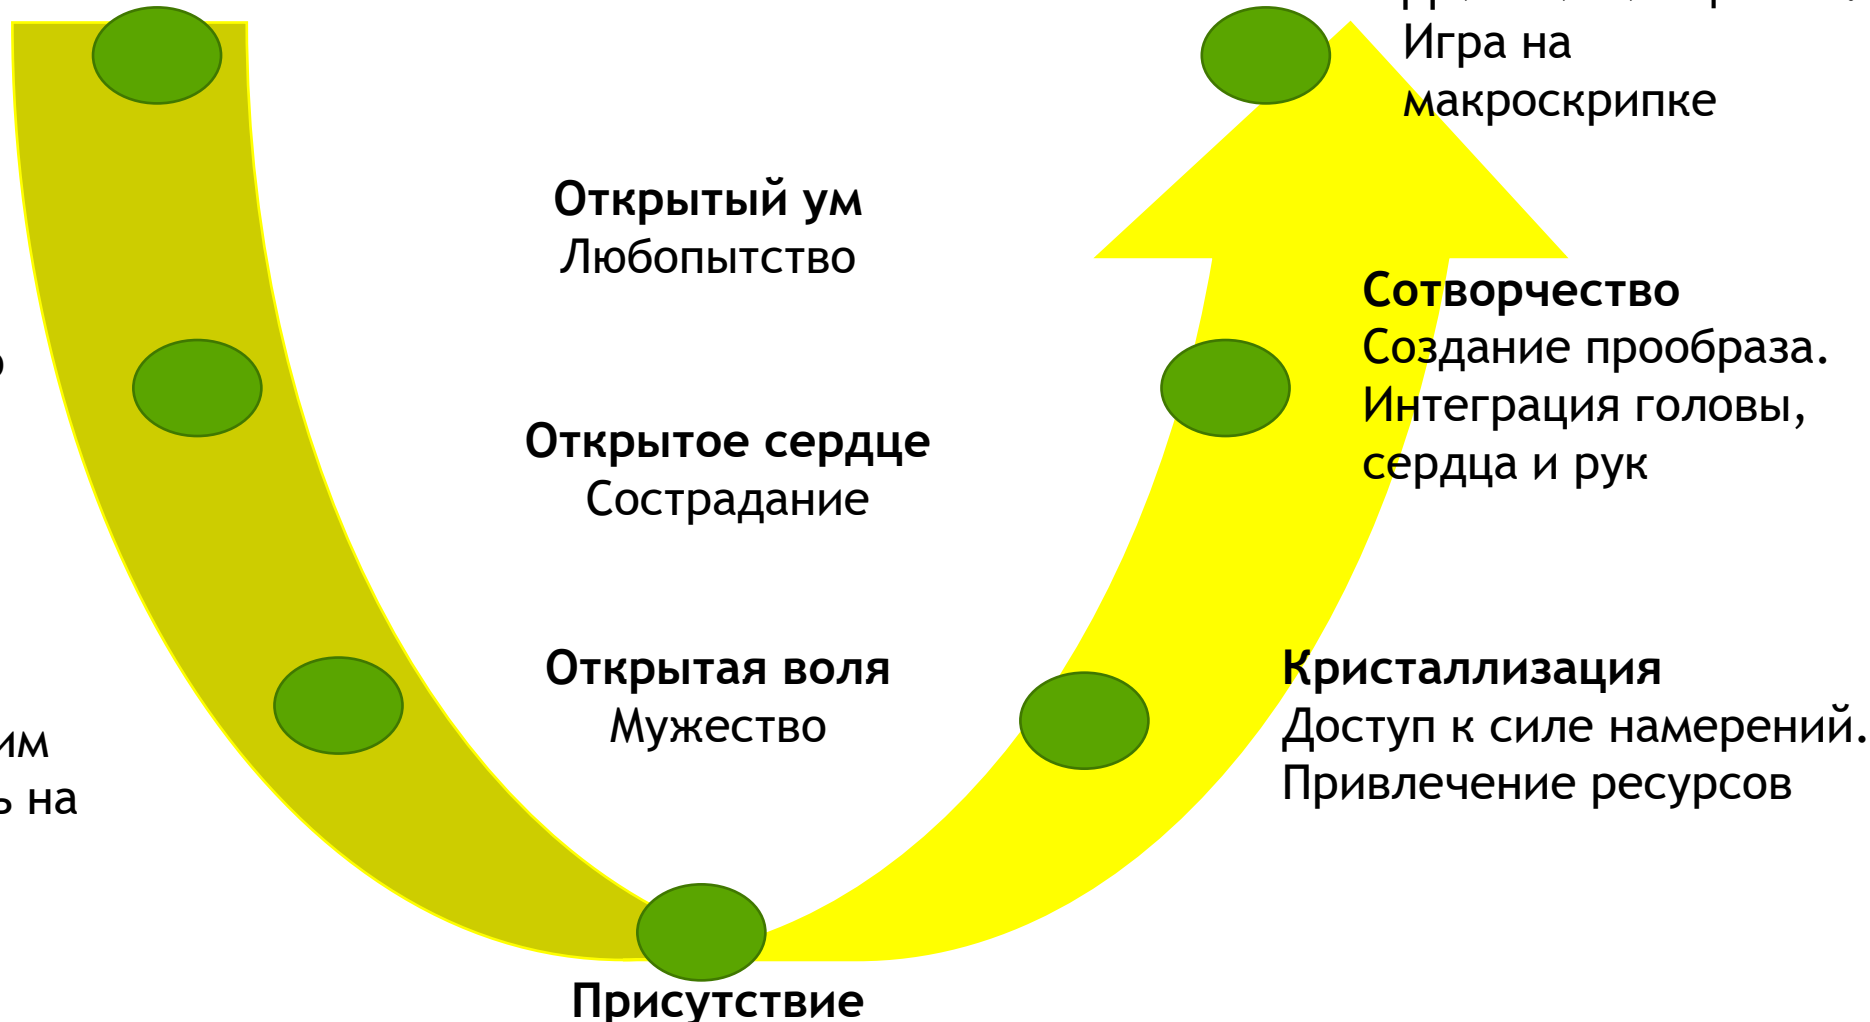 Игра на
макроскрипке
Открытый ум
Любопытство
Сотворчество
Создание прообраза.
Интеграция головы,
сердца и рук
Открытое сердце
Сострадание
Открытая воля
Мужество
Кристаллизация
Доступ к силе намерений.
Привлечение ресурсов
на
Присутствие